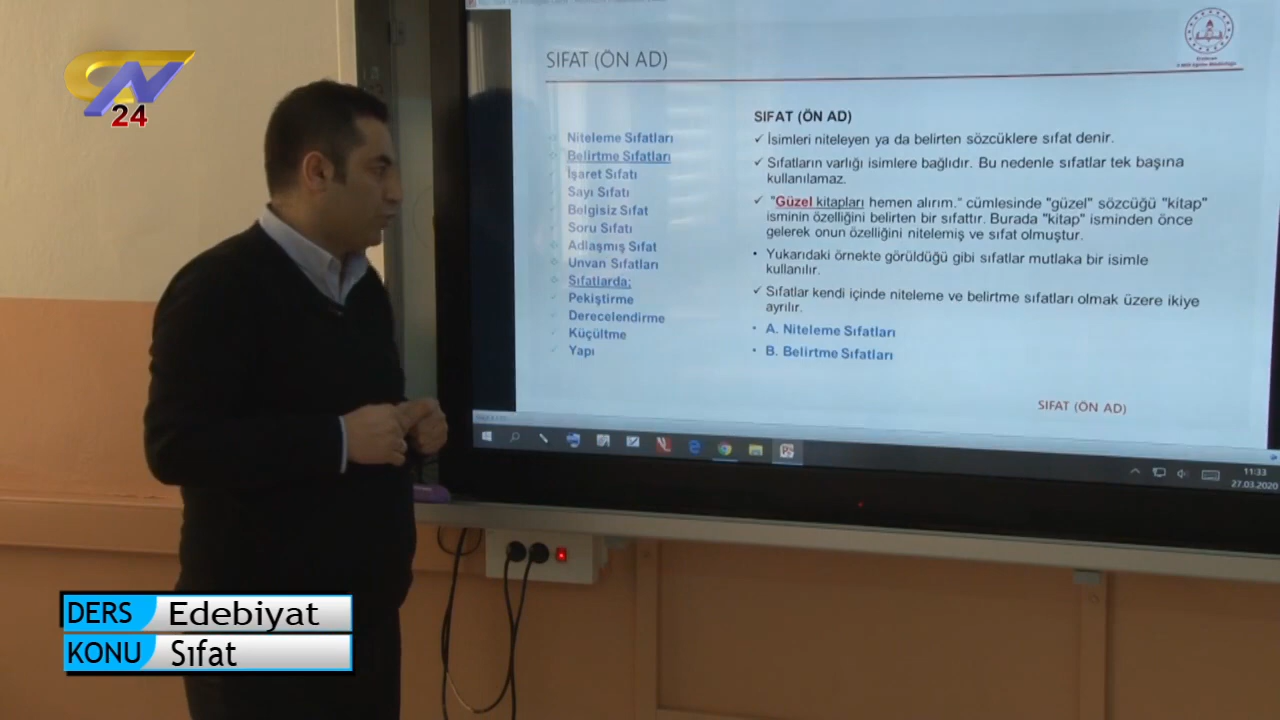 CN
24
SIFAT (ÖN AD)
Niteleme Sıfatları
Belirtme Sıfatları
İşaret Sıfatı
Sayı Sıfatı
Belgisiz Sıfat
Soru Sıfatı
Adlaşmış Sıfat
Unvan Sıfatları
Sıfatlarda;
Pekiştirme
Derecelendirme
Küçültme
Yapı
SIFAT (ÖN AD)
✓ İsimleri niteleyen ya da belirten sözcüklere sıfat denir.
✓ Sıfatların varlığı isimlere bağlıdır. Bu nedenle sıfatlar tek başına
kullanılamaz.
✓ "Güzel kitapları hemen alırım." cümlesinde "güzel" sözcüğü "kitap"
isminin özelliğini belirten bir sıfattır. Burada "kitap" isminden önce
gelerek onun özelliğini nitelemiş ve sıfat olmuştur.
• Yukarıdaki örnekte görüldüğü gibi sıfatlar mutlaka bir isimle
kullanılır.
✓ Sıfatlar kendi içinde niteleme ve belirtme sıfatları olmak üzere ikiye
ayrılır.
• A. Niteleme Sıfatları
• B. Belirtme Sıfatları
SIFAT (ÖN AD)
11:33
27.03.2020
DERS Edebiyat
KONU Sıfat